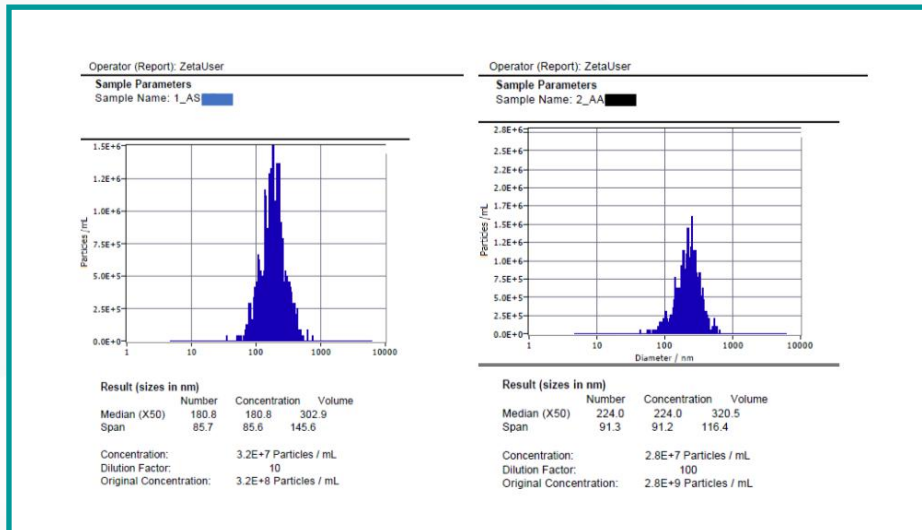 Operator (Report): ZetaUser
Sample Parameters
Sample Name: 1_AS
1.5E+6
1.2E+6
1.0E+6
7.5E+5
5.0E+5
2.5E+5
0.0E+0
Particles / mL
1 10 100 1000 10000
Result (sizes in nm)
Number Concentration Volume
Median (X50) 180.8 180.8 302.9
Span 85.7 85.6 145.6
Concentration: 3.2E+7 Particles / mL
Dilution Factor: 10
Original Concentration: 3.2E+8 Particles / mL
Operator (Report): ZetaUser
Sample Parameters
Sample Name: 2_AA
2.8E+6
2.5E+6
2.2E+6
2.0E+6
1.7E+6
1.5E+6
1.2E+6
1.0E+6
7.5E+5
5.0E+5
2.5E+5
0.0E+0
Particles / mL
1 10 100 1000 10000
Diameter / nm
Result (sizes in nm)
Number Concentration Volume
Median (X50) 224.0 224.0 320.5
Span 91.3 91.2 116.4
Concentration: 2.8E+7 Particles / mL
Dilution Factor: 100
Original Concentration: 2.8E+9 Particles / mL